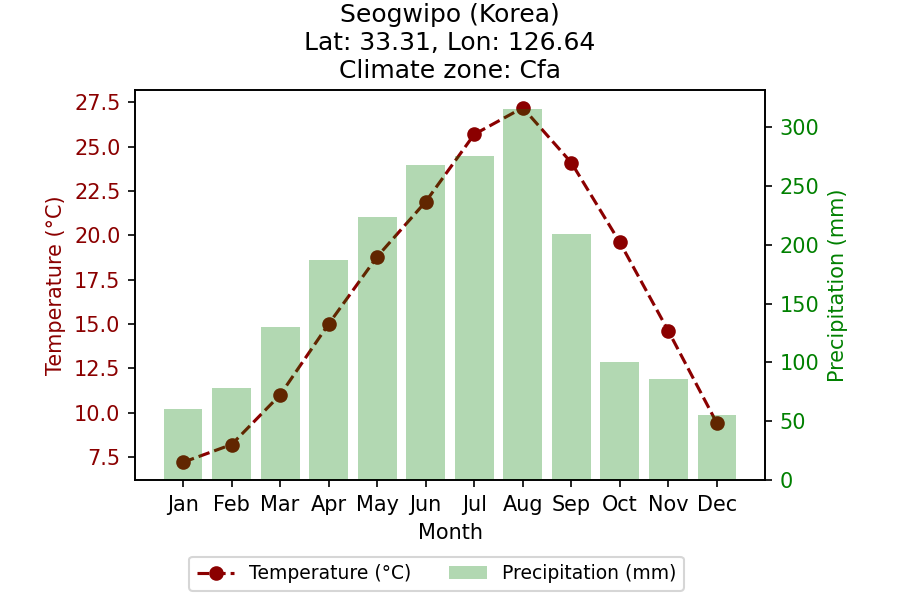 Seogwipo (Korea)
Lat: 33.31, Lon: 126.64
Climate zone: Cfa
Temperature (°C)
27.5
25.0
22.5
20.0
17.5
15.0
12.5
10.0
7.5
300
250
200
150
100
50
0
Precipitation (mm)
Jan Feb Mar Apr May Jun Jul Aug Sep Oct Nov Dec
Month
Temperature (°C) Precipitation (mm)